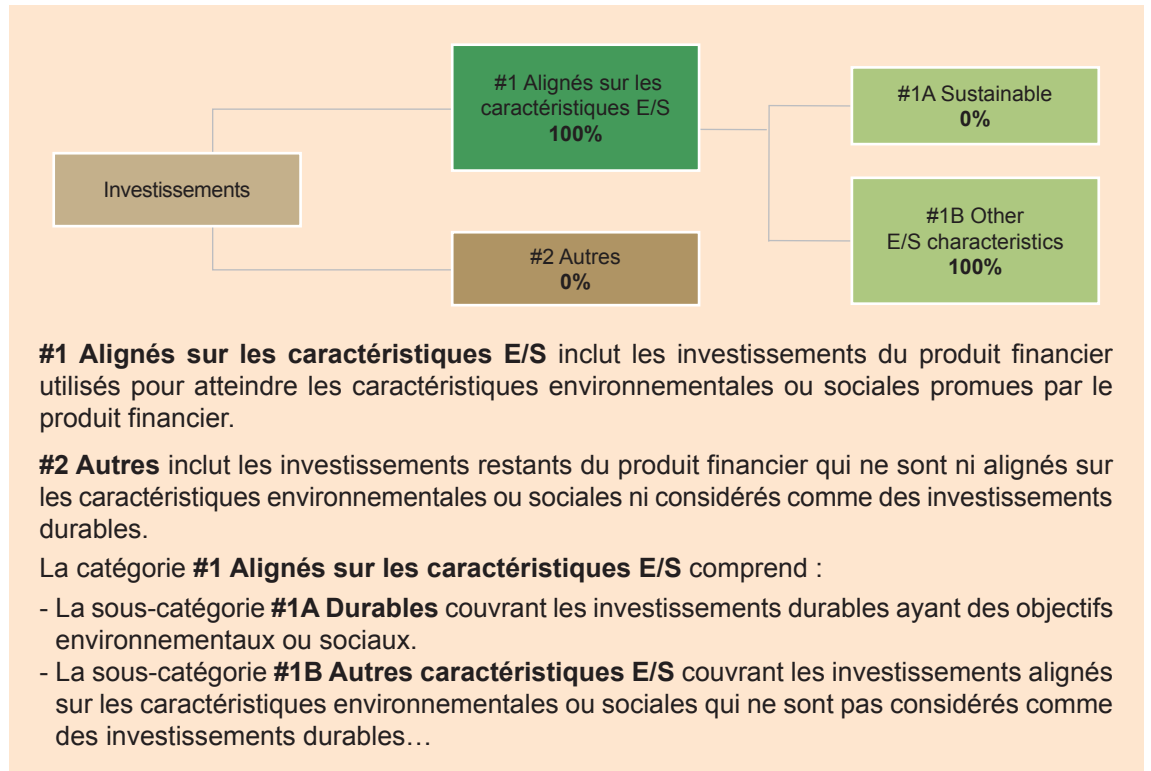 #1 Alignés sur les
caractéristiques E/S
100%
#1A Sustainable
0%
Investissements
#1B Other
E/S characteristics
100%
#2 Autres
0%
#1 Alignés sur les caractéristiques E/S inclut les investissements du produit financier
utilisés pour atteindre les caractéristiques environnementales ou sociales promues par le
produit financier.
#2 Autres inclut les investissements restants du produit financier qui ne sont ni alignés sur
les caractéristiques environnementales ou sociales ni considérés comme des investissements
durables.
La catégorie #1 Alignés sur les caractéristiques E/S comprend :
- La sous-catégorie #1A Durables couvrant les investissements durables ayant des objectifs
environnementaux ou sociaux.
- La sous-catégorie #1B Autres caractéristiques E/S couvrant les investissements alignés
sur les caractéristiques environnementales ou sociales qui ne sont pas considérés comme
des investissements durables…